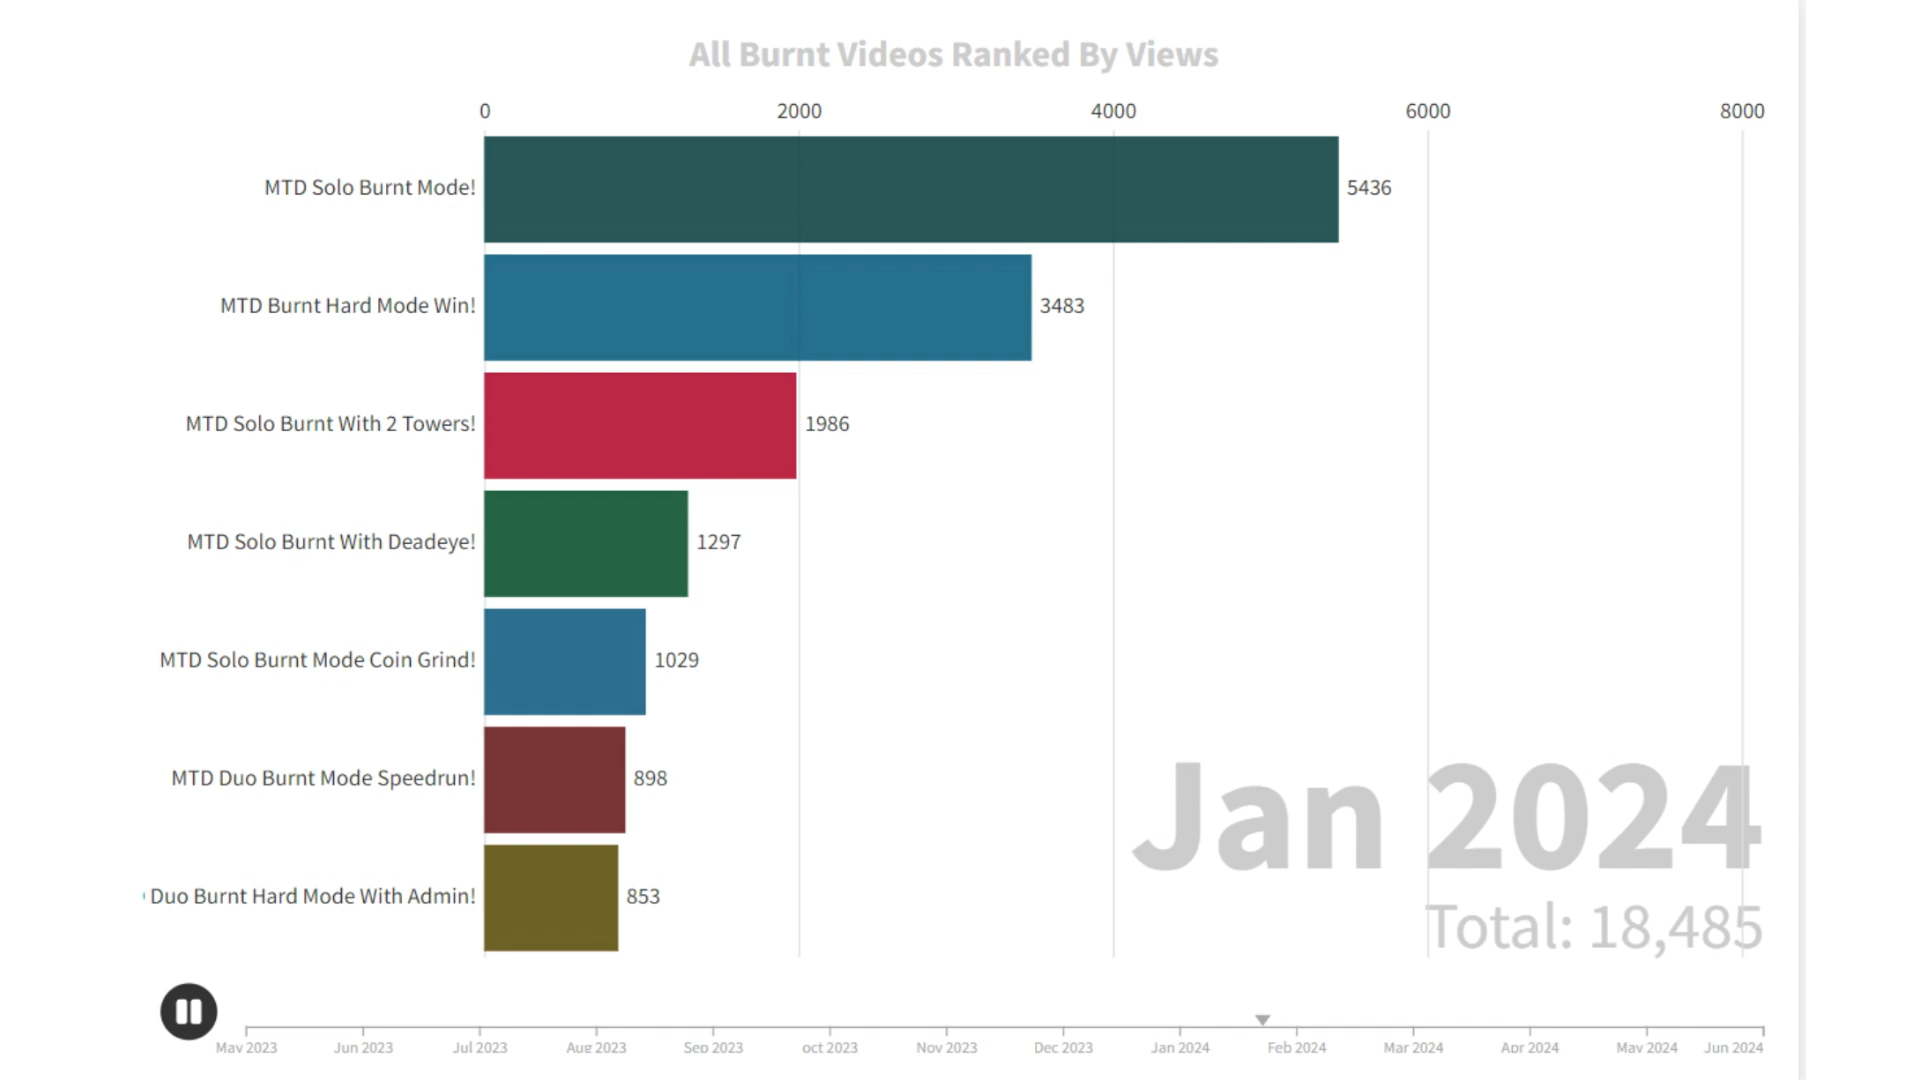 All Burnt Videos Ranked By Views
0 2000 4000 6000 8000
MTD Solo Burnt Mode! 5436
MTD Burnt Hard Mode Win! 3483
MTD Solo Burnt With 2 Towers! 1986
MTD Solo Burnt With Deadeye! 1297
MTD Solo Burnt Mode Coin Grind! 1029
MTD Duo Burnt Mode Speedrun! 898
Duo Burnt Hard Mode With Admin! 853
Jan 2024
Total: 18,485
May 2023 Jun 2023 Jul 2023 Aug 2023 Sep 2023 oct 2023 Nov 2023 Dec 2023 Jan 2024 Feb 2024 Mar 2024 Apr 2024 May 2024 Jun 2024